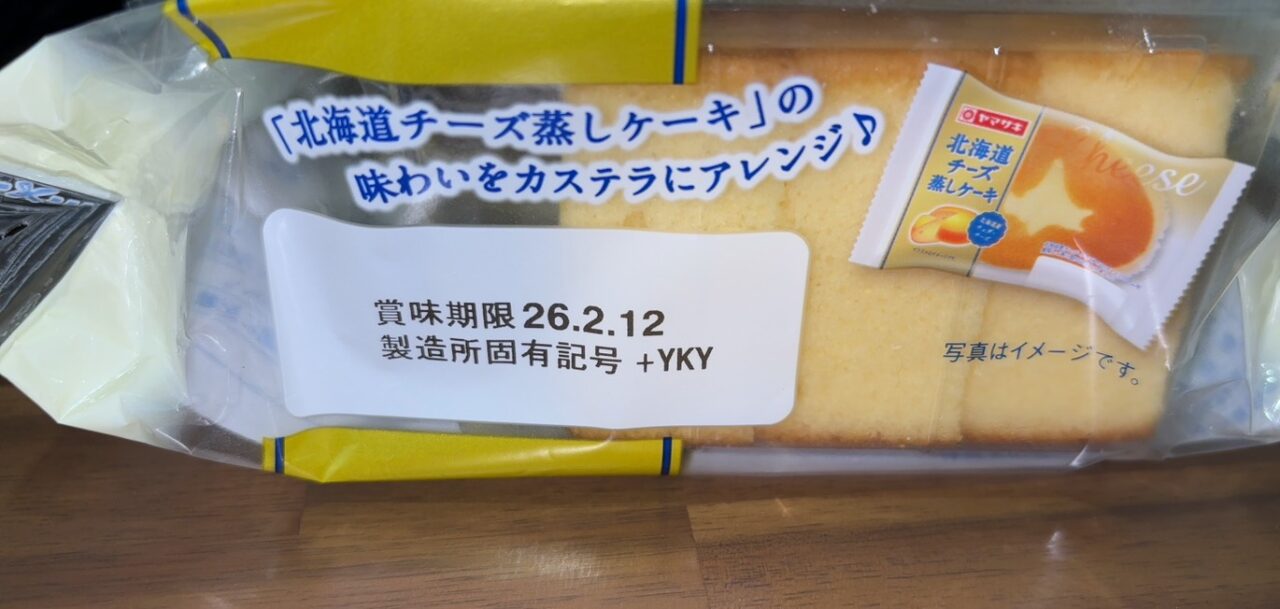 「北海道チーズ蒸しケーキ」の
味わいをカステラにアレンジ♪
ヤマザキ
北海道
チーズ
蒸しケーキ
Cheese
賞味期限 26.2.12
製造所固有記号 +YKY
写真はイメージです。